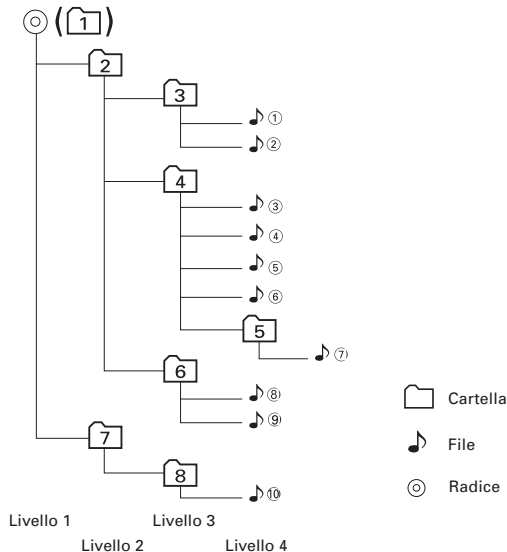 ( 1 )
2
3
①
②
4
③
④
⑤
⑥
5
⑦
6
⑧
⑨
7
8
⑩
Cartella
File
Radice
Livello 1
Livello 2
Livello 3
Livello 4